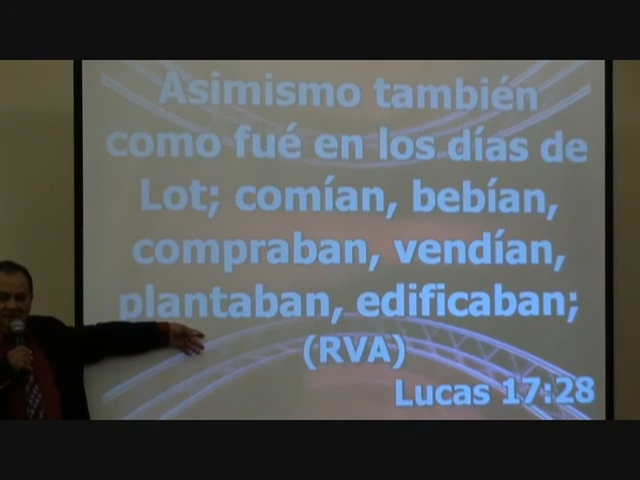 Asimismo también
como fué en los días de
Lot; comían, bebían,
compraban, vendían,
plantaban, edificaban;
(RVA)
Lucas 17:28